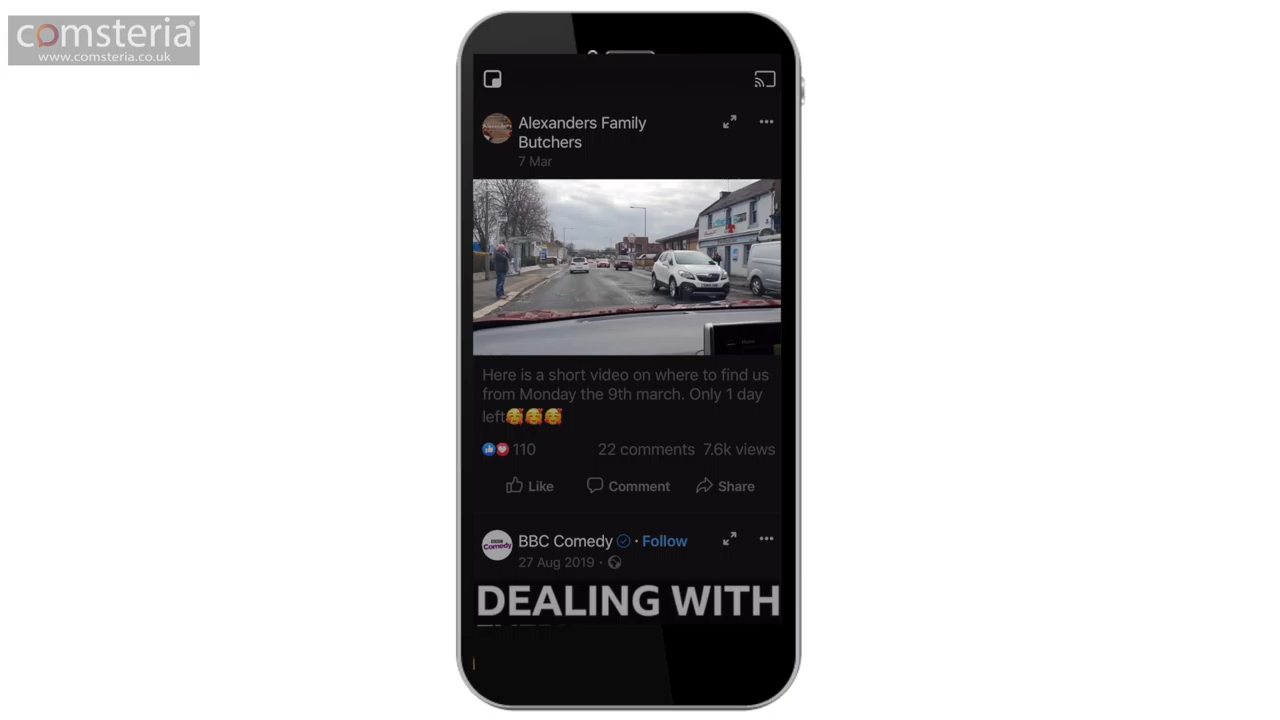 comsteria®
www.comsteria.co.uk
Alexanders Family
Butchers
7 Mar
Here is a short video on where to find us
from Monday the 9th march. Only 1 day
left🥰🥰🥰
110
22 comments 7.6k views
Like
Comment
Share
BBC Comedy · Follow
27 Aug 2019 ·
DEALING WITH